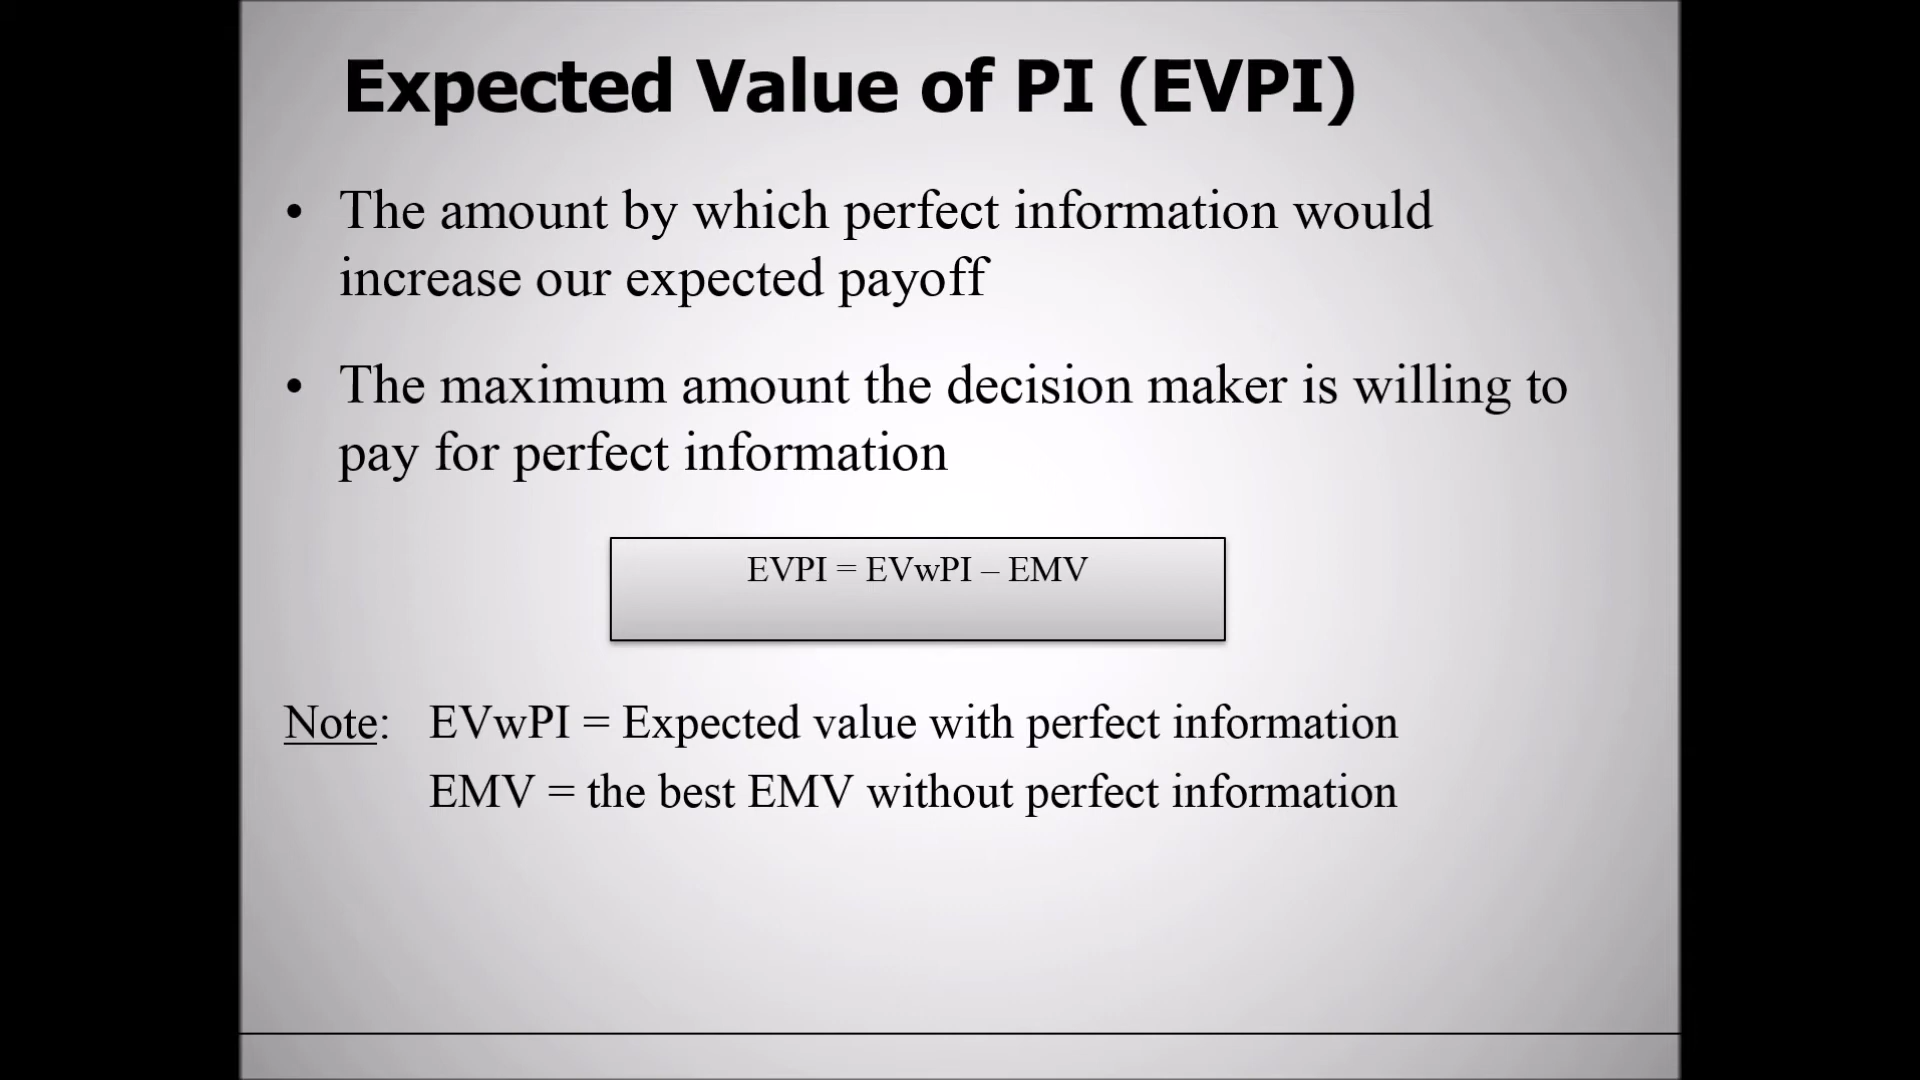 Expected Value of PI (EVPI)
• The amount by which perfect information would
increase our expected payoff
• The maximum amount the decision maker is willing to
pay for perfect information
EVPI = EVwPI – EMV
Note: EVwPI = Expected value with perfect information
EMV = the best EMV without perfect information